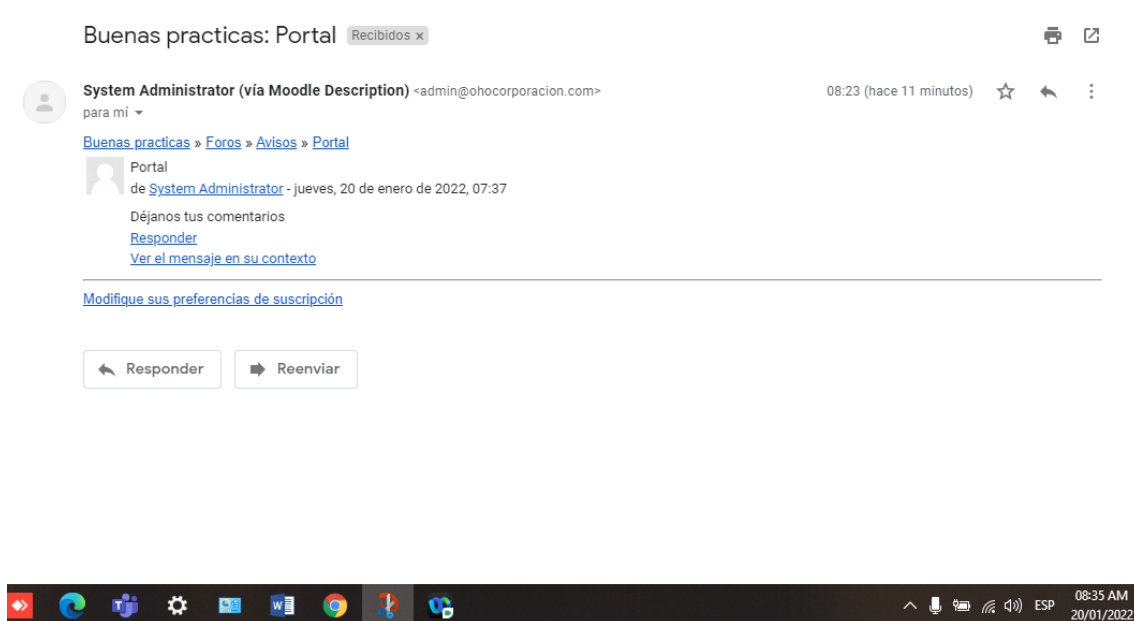 Buenas practicas: Portal Recibidos x
System Administrator (vía Moodle Description) <admin@ohocorporacion.com> 08:23 (hace 11 minutos)
para mí
Buenas practicas » Foros » Avisos » Portal
Portal
de System Administrator - jueves, 20 de enero de 2022, 07:37
Déjanos tus comentarios
Responder
Ver el mensaje en su contexto
Modifique sus preferencias de suscripción
Responder Reenviar
ESP 08:35 AM
20/01/2022